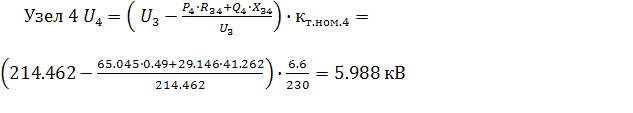 Узел 4 U₄ = ( U₃ − (P₄·R₃₄+Q₄·X₃₄)/U₃ ) · кт.ном.4 =
(214.462 − (65.045·0.49+29.146·41.262)/214.462) · 6.6/230 = 5.988 кВ